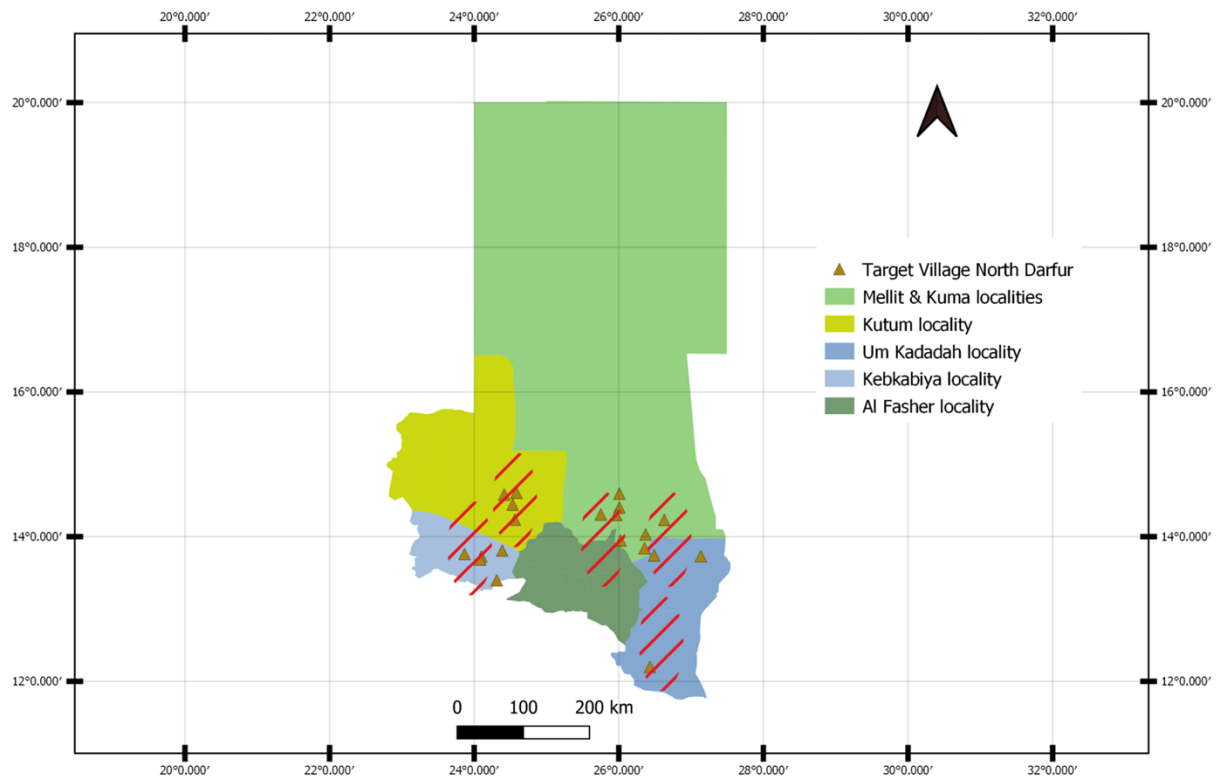 20°0.000′ 22°0.000′ 24°0.000′ 26°0.000′ 28°0.000′ 30°0.000′ 32°0.000′
20°0.000′ 20°0.000′
18°0.000′ 18°0.000′
Target Village North Darfur
Mellit & Kuma localities
Kutum locality
Um Kadadah locality
Kebkabiya locality
Al Fasher locality
16°0.000′ 16°0.000′
14°0.000′ 14°0.000′
12°0.000′ 12°0.000′
0 100 200 km
20°0.000′ 22°0.000′ 24°0.000′ 26°0.000′ 28°0.000′ 30°0.000′ 32°0.000′